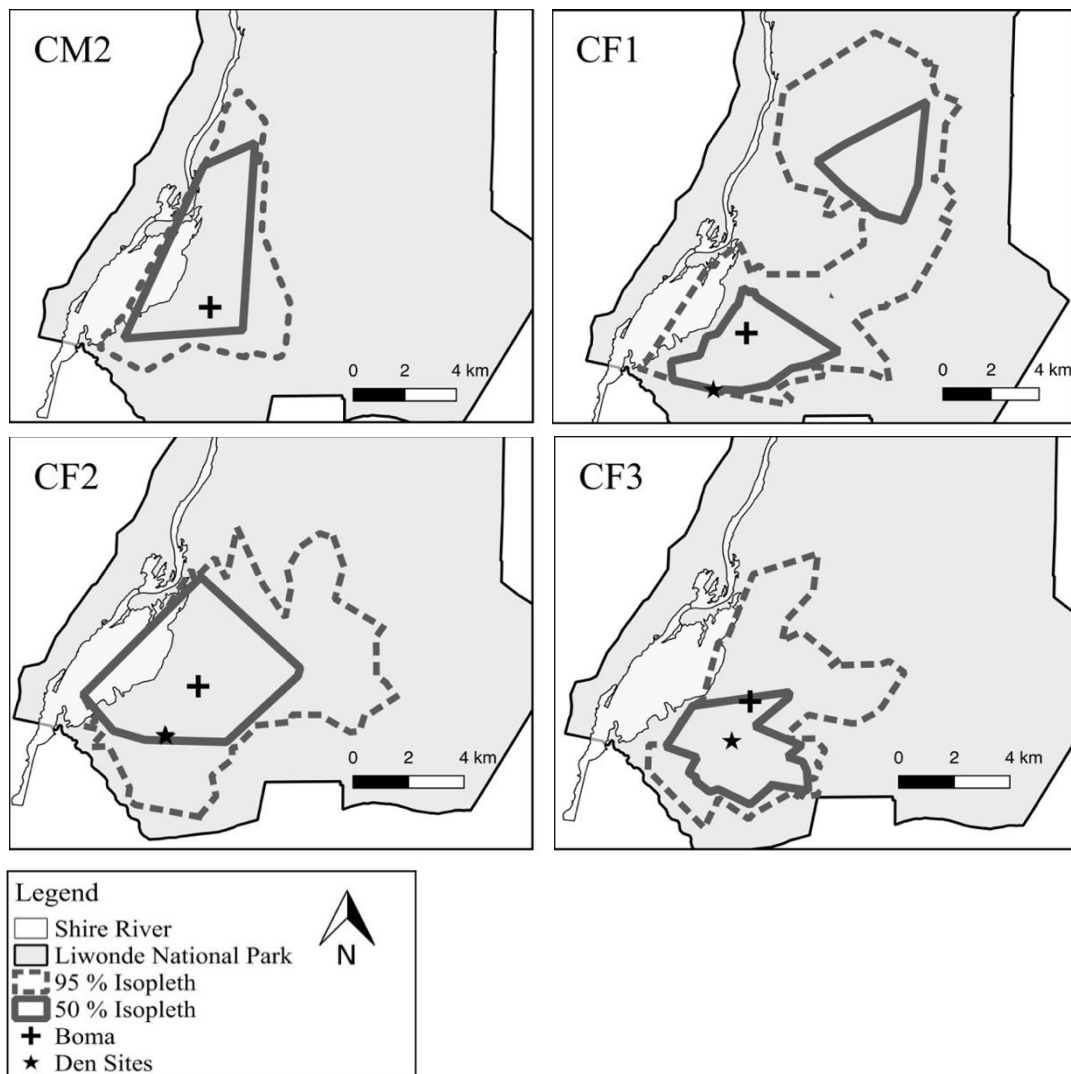 CM2
0 2 4 km
CF1
0 2 4 km
CF2
0 2 4 km
CF3
0 2 4 km
Legend
Shire River
Liwonde National Park
95 % Isopleth
50 % Isopleth
Boma
Den Sites
N